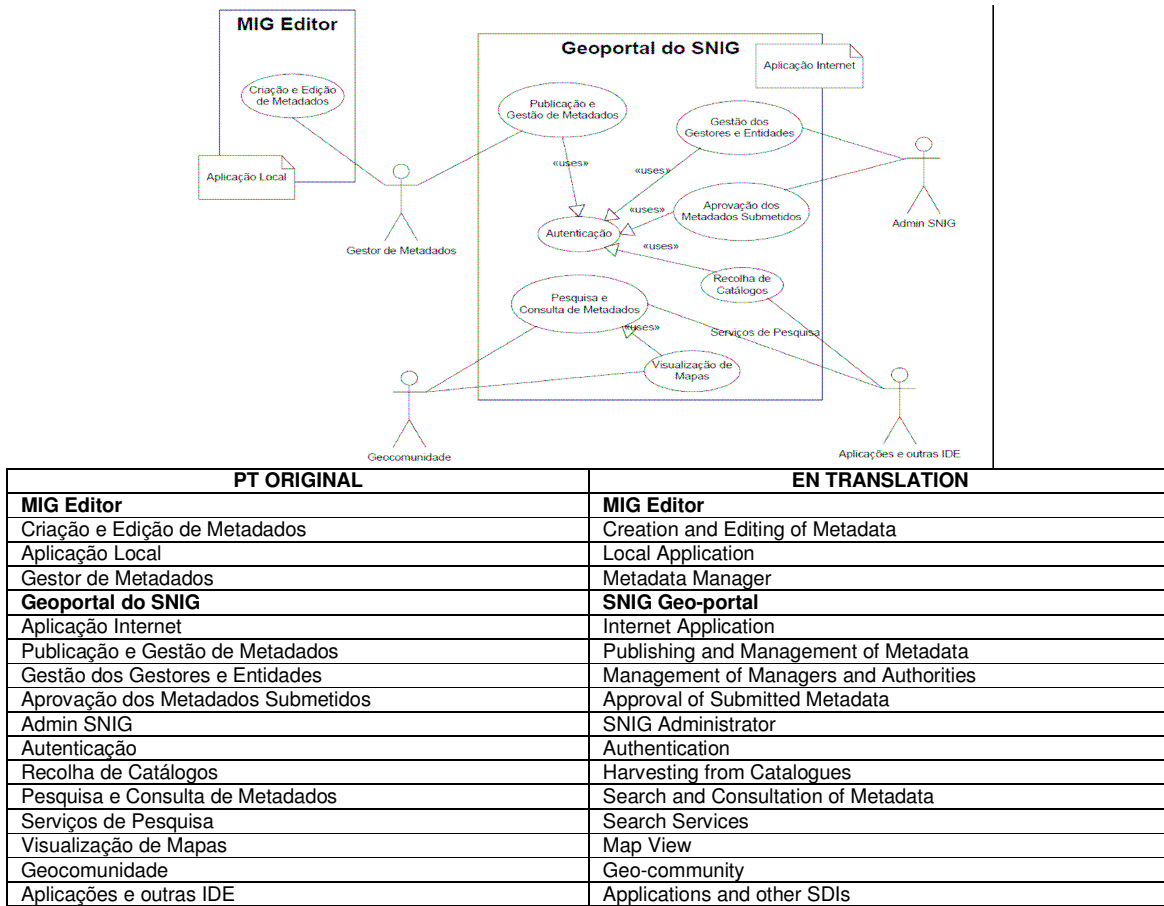 MIG Editor
Geoportal do SNIG
Aplicação Internet
Criação e Edição
de Metadados
Publicação e
Gestão de Metadados
Gestão dos
Gestores e Entidades
«uses»
«uses»
Aplicação Local
Aprovação dos
Metadados Submetidos
«uses»
Admin SNIG
Autenticação
Gestor de Metadados
«uses»
Recolha de
Catálogos
Pesquisa e
Consulta de Metadados
«uses»
Serviços de Pesquisa
Visualização de
Mapas
Geocomunidade
Aplicações e outras IDE
PT ORIGINAL EN TRANSLATION
MIG Editor MIG Editor
Criação e Edição de Metadados Creation and Editing of Metadata
Aplicação Local Local Application
Gestor de Metadados Metadata Manager
Geoportal do SNIG SNIG Geo-portal
Aplicação Internet Internet Application
Publicação e Gestão de Metadados Publishing and Management of Metadata
Gestão dos Gestores e Entidades Management of Managers and Authorities
Aprovação dos Metadados Submetidos Approval of Submitted Metadata
Admin SNIG SNIG Administrator
Autenticação Authentication
Recolha de Catálogos Harvesting from Catalogues
Pesquisa e Consulta de Metadados Search and Consultation of Metadata
Serviços de Pesquisa Search Services
Visualização de Mapas Map View
Geocomunidade Geo-community
Aplicações e outras IDE Applications and other SDIs